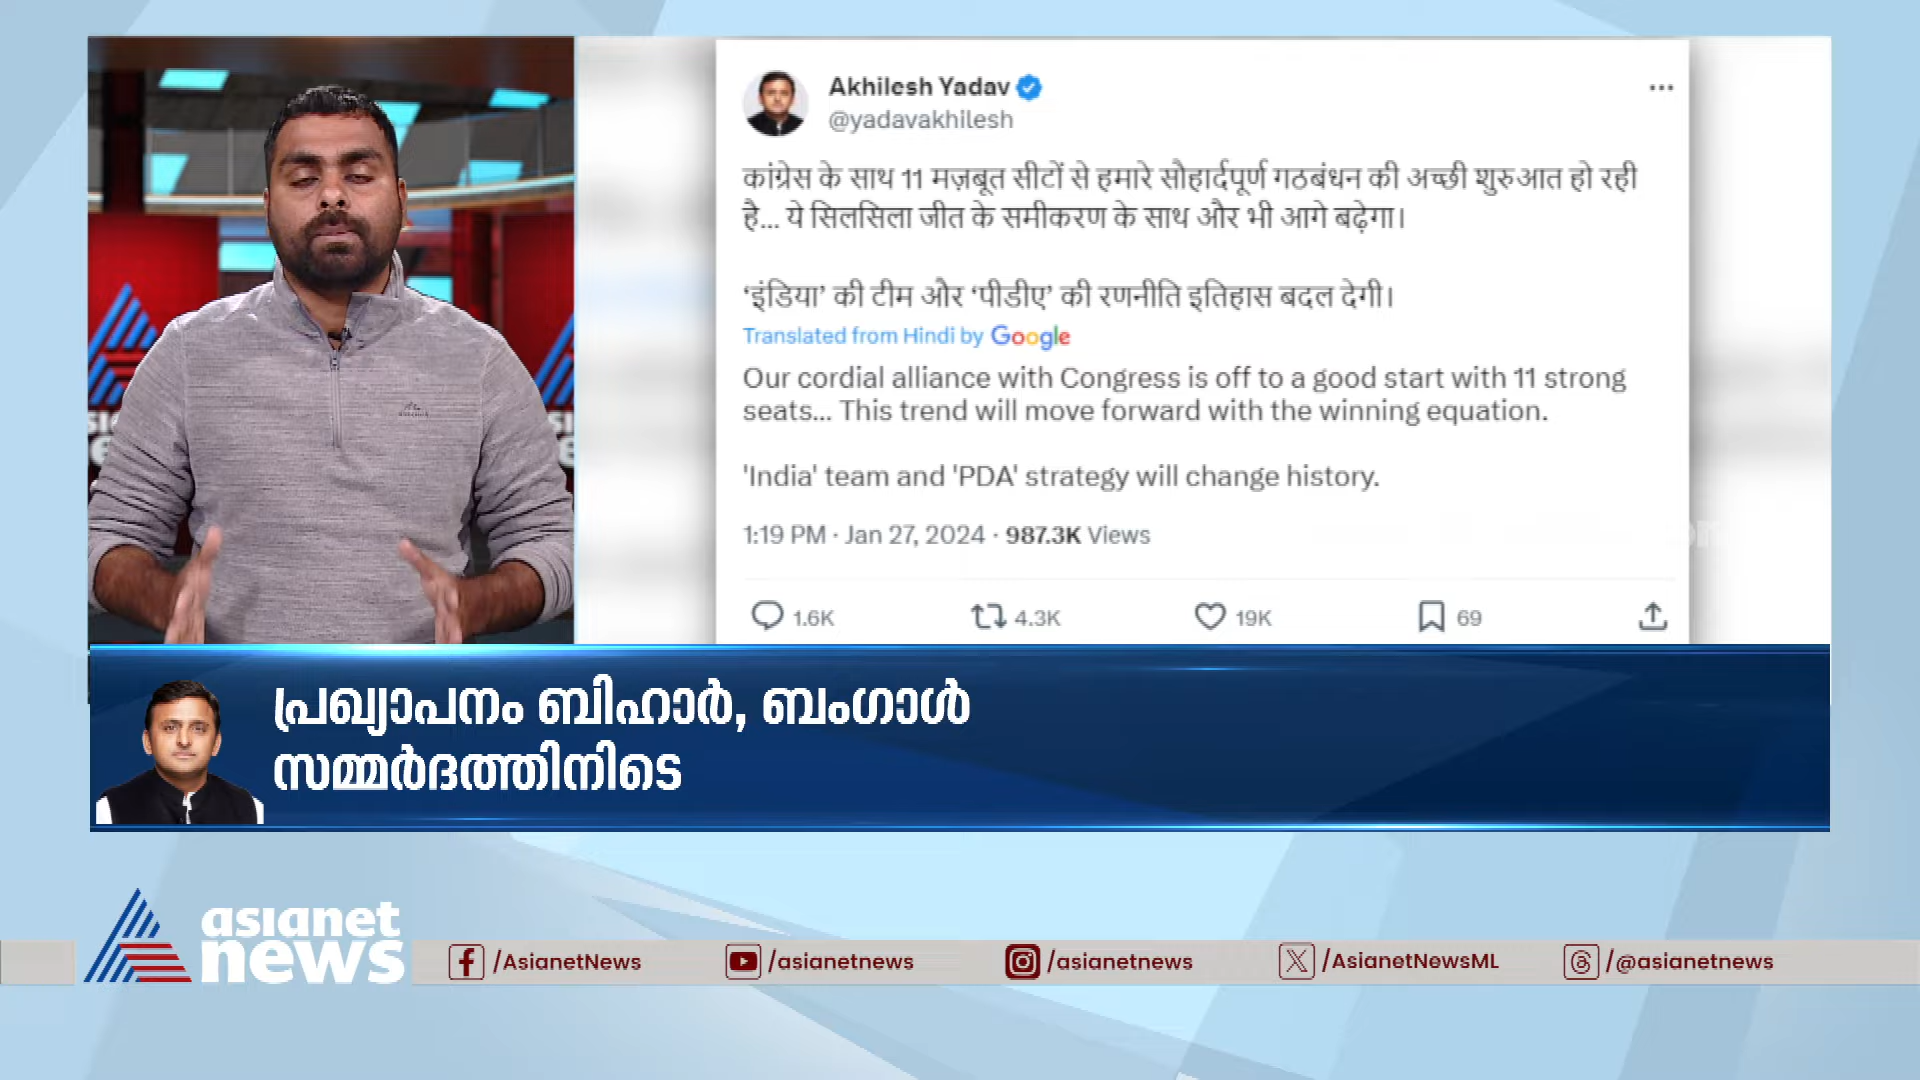 Akhilesh Yadav
@yadavakhilesh
कांग्रेस के साथ 11 मज़बूत सीटों से हमारे सौहार्दपूर्ण गठबंधन की अच्छी शुरुआत हो रही
है... ये सिलसिला जीत के समीकरण के साथ और भी आगे बढ़ेगा।
‘इंडिया’ की टीम और ‘पीडीए’ की रणनीति इतिहास बदल देगी।
Translated from Hindi by Google
Our cordial alliance with Congress is off to a good start with 11 strong
seats... This trend will move forward with the winning equation.
'India' team and 'PDA' strategy will change history.
1:19 PM · Jan 27, 2024 · 987.3K Views
1.6K 4.3K 19K 69
പ്രഖ്യാപനം ബിഹാർ, ബംഗാൾ
സമ്മർദത്തിനിടെ
asianet
news
/AsianetNews /asianetnews /asianetnews /AsianetNewsML /@asianetnews